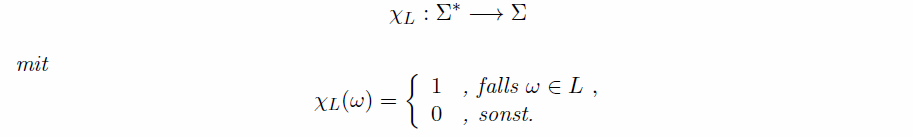 χ_L : Σ* ⟶ Σ
mit
χ_L(ω) = { 1 , falls ω ∈ L ,
0 , sonst.